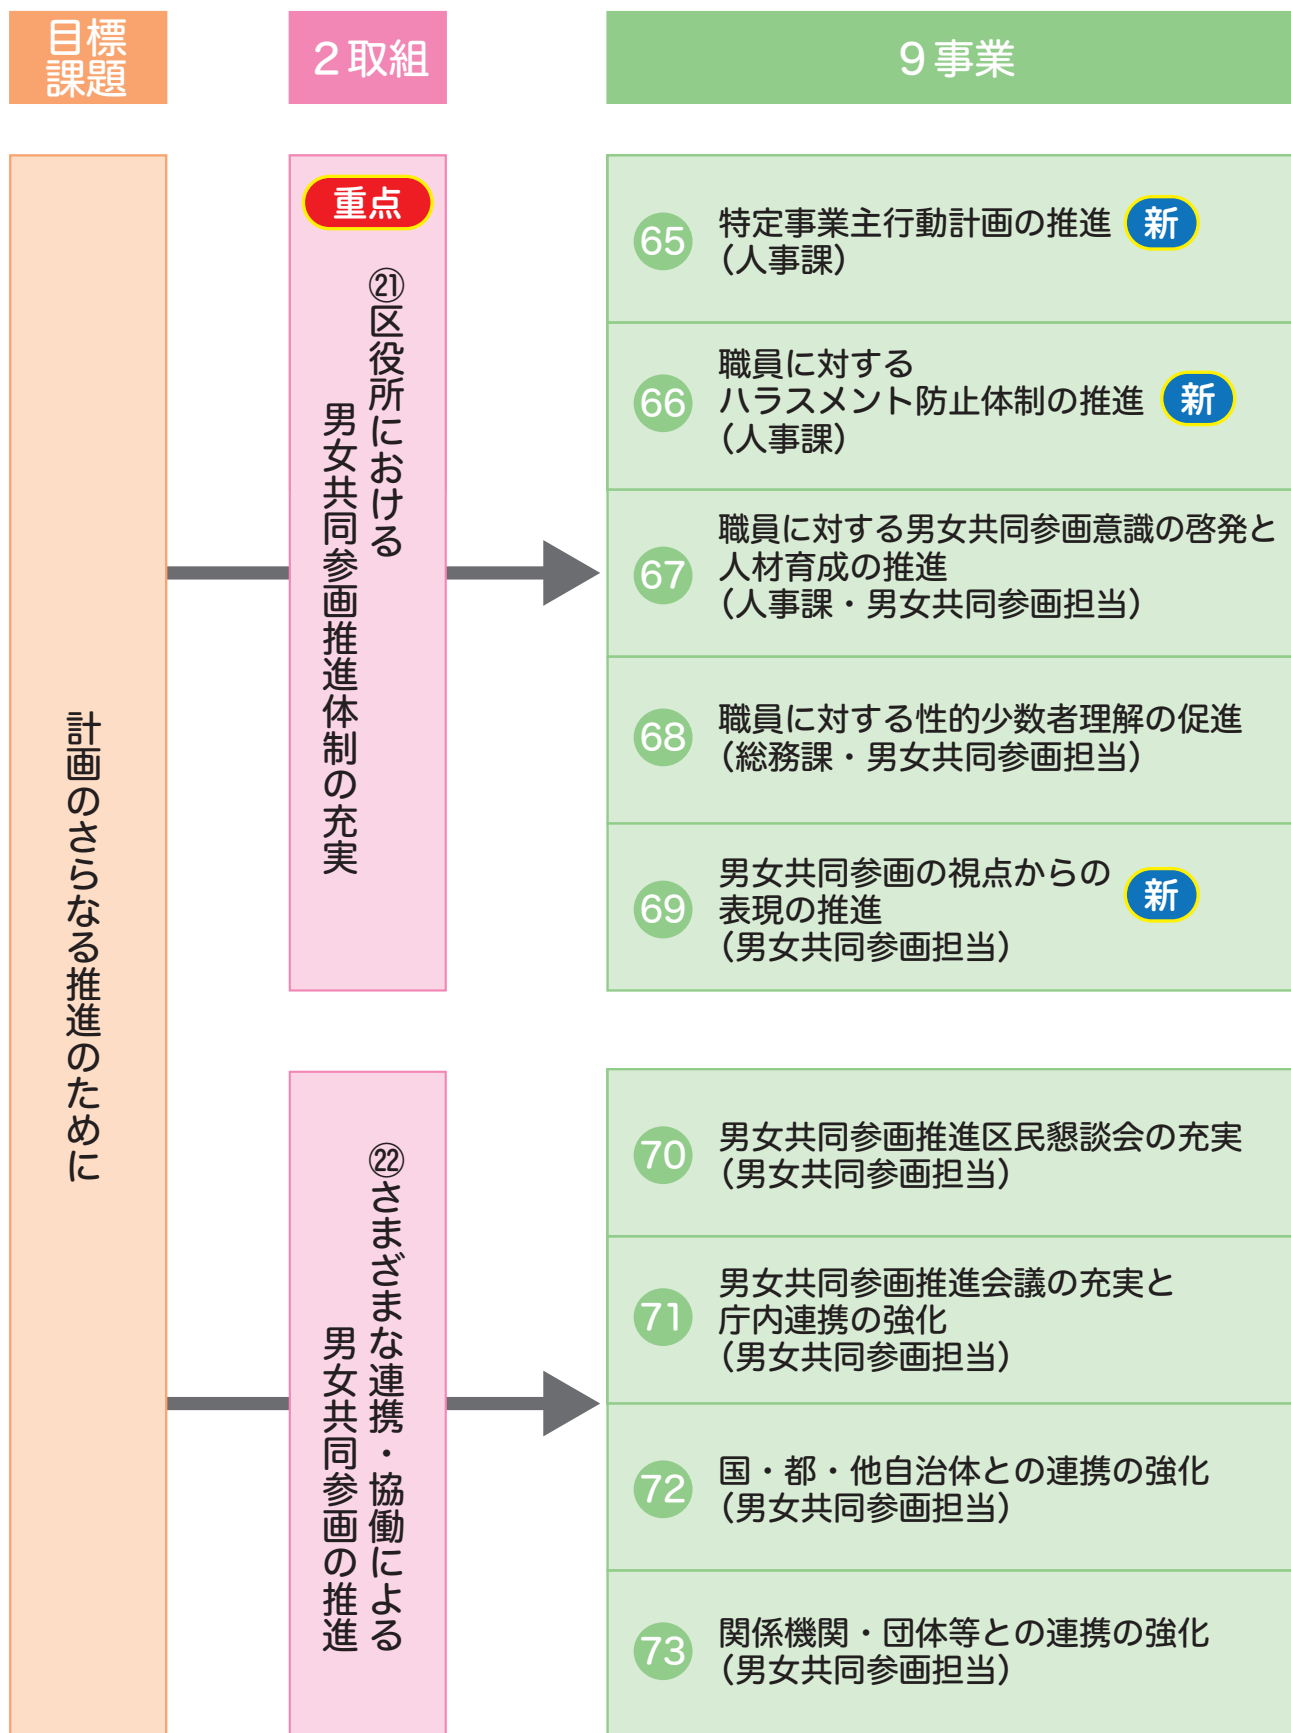 目標
課題
2取組
9事業
計画のさらなる推進のために
重点
㉑区役所における
男女共同参画推進体制の充実
65
特定事業主行動計画の推進 新
(人事課)
66
職員に対する
ハラスメント防止体制の推進 新
(人事課)
67
職員に対する男女共同参画意識の啓発と
人材育成の推進
(人事課・男女共同参画担当)
68
職員に対する性的少数者理解の促進
(総務課・男女共同参画担当)
69
男女共同参画の視点からの
表現の推進
新
(男女共同参画担当)
㉒さまざまな連携・協働による
男女共同参画の推進
70
男女共同参画推進区民懇談会の充実
(男女共同参画担当)
71
男女共同参画推進会議の充実と
庁内連携の強化
(男女共同参画担当)
72
国・都・他自治体との連携の強化
(男女共同参画担当)
73
関係機関・団体等との連携の強化
(男女共同参画担当)